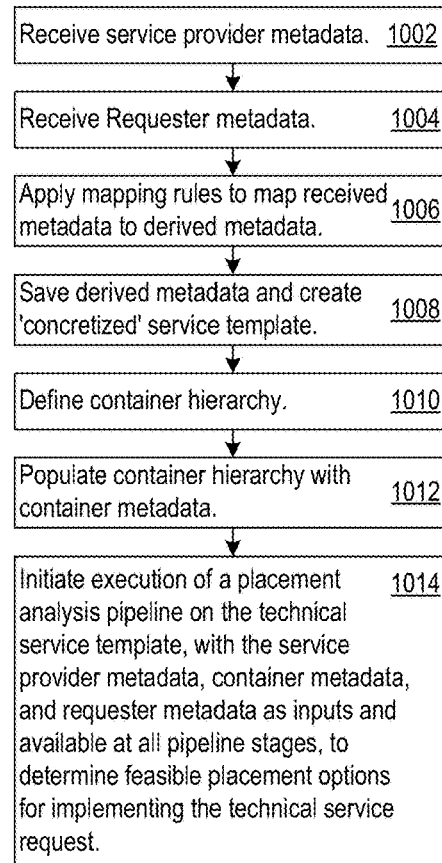 Receive service provider metadata. 1002
Receive Requester metadata. 1004
Apply mapping rules to map received
metadata to derived metadata. 1006
Save derived metadata and create
'concretized' service template. 1008
Define container hierarchy. 1010
Populate container hierarchy with
container metadata. 1012
Initiate execution of a placement 1014
analysis pipeline on the technical
service template, with the service
provider metadata, container metadata,
and requester metadata as inputs and
available at all pipeline stages, to
determine feasible placement options
for implementing the technical service
request.